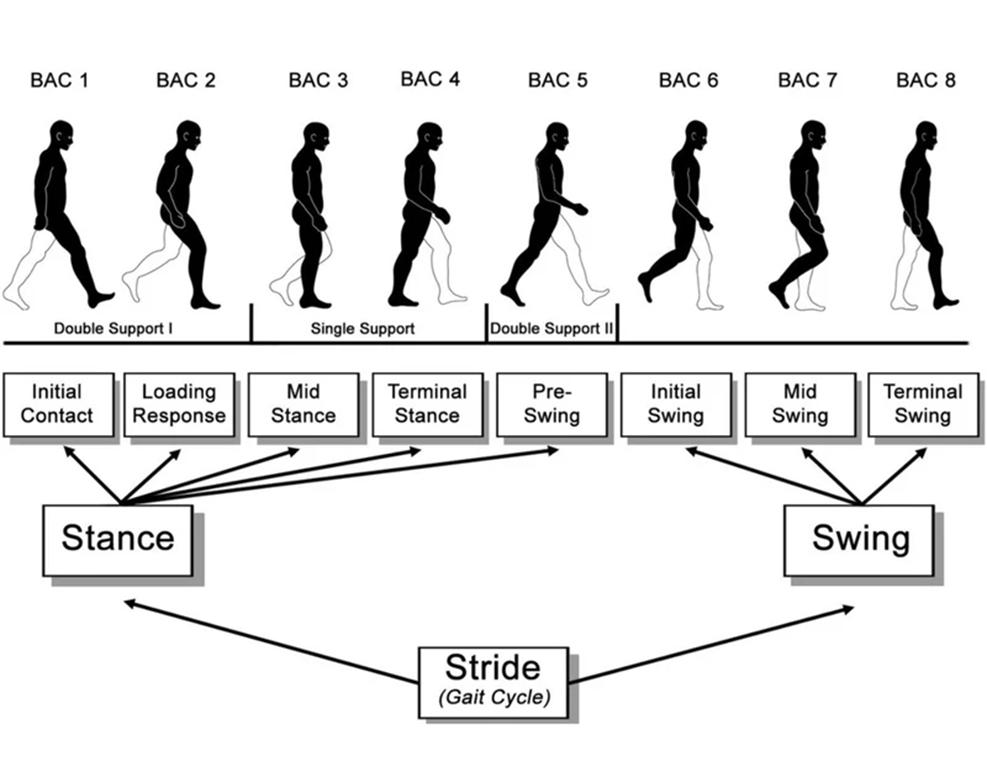 BAC 1 BAC 2 BAC 3 BAC 4 BAC 5 BAC 6 BAC 7 BAC 8
Double Support I Single Support Double Support II
Initial
Contact
Loading
Response
Mid
Stance
Terminal
Stance
Pre-
Swing
Initial
Swing
Mid
Swing
Terminal
Swing
Stance
Swing
Stride
(Gait Cycle)